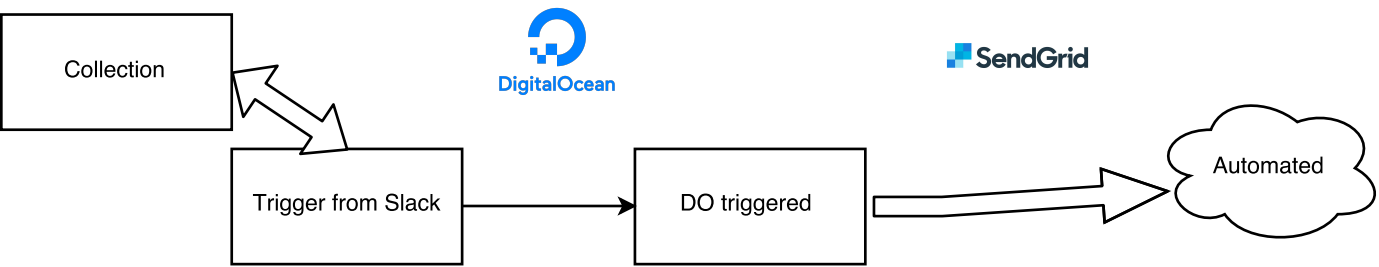 Collection
DigitalOcean
SendGrid
Automated
Trigger from Slack
DO triggered